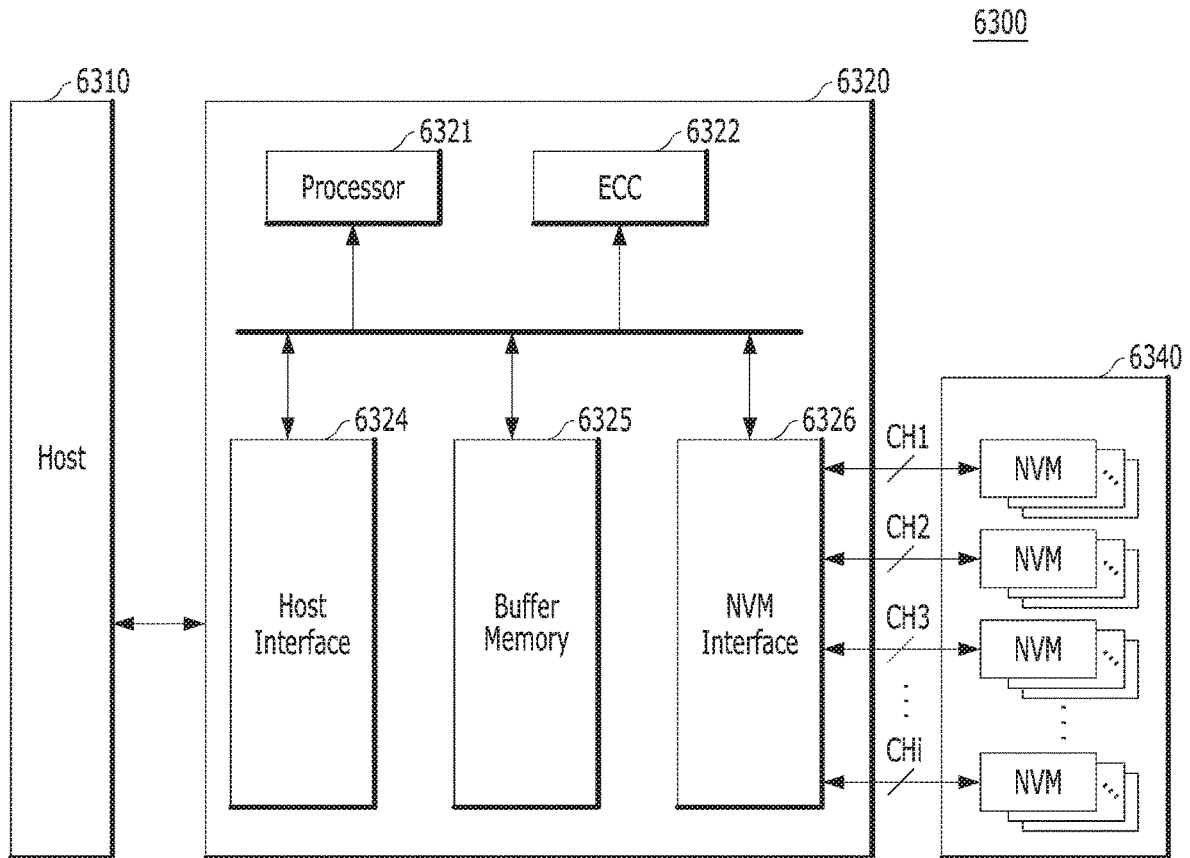 6300
6310
6320
6321
6322
Processor
ECC
6340
6324
6325
6326
CH1
Host
NVM
CH2
NVM
Host
Interface
Buffer
Memory
NVM
Interface
CH3
NVM
CHi
NVM